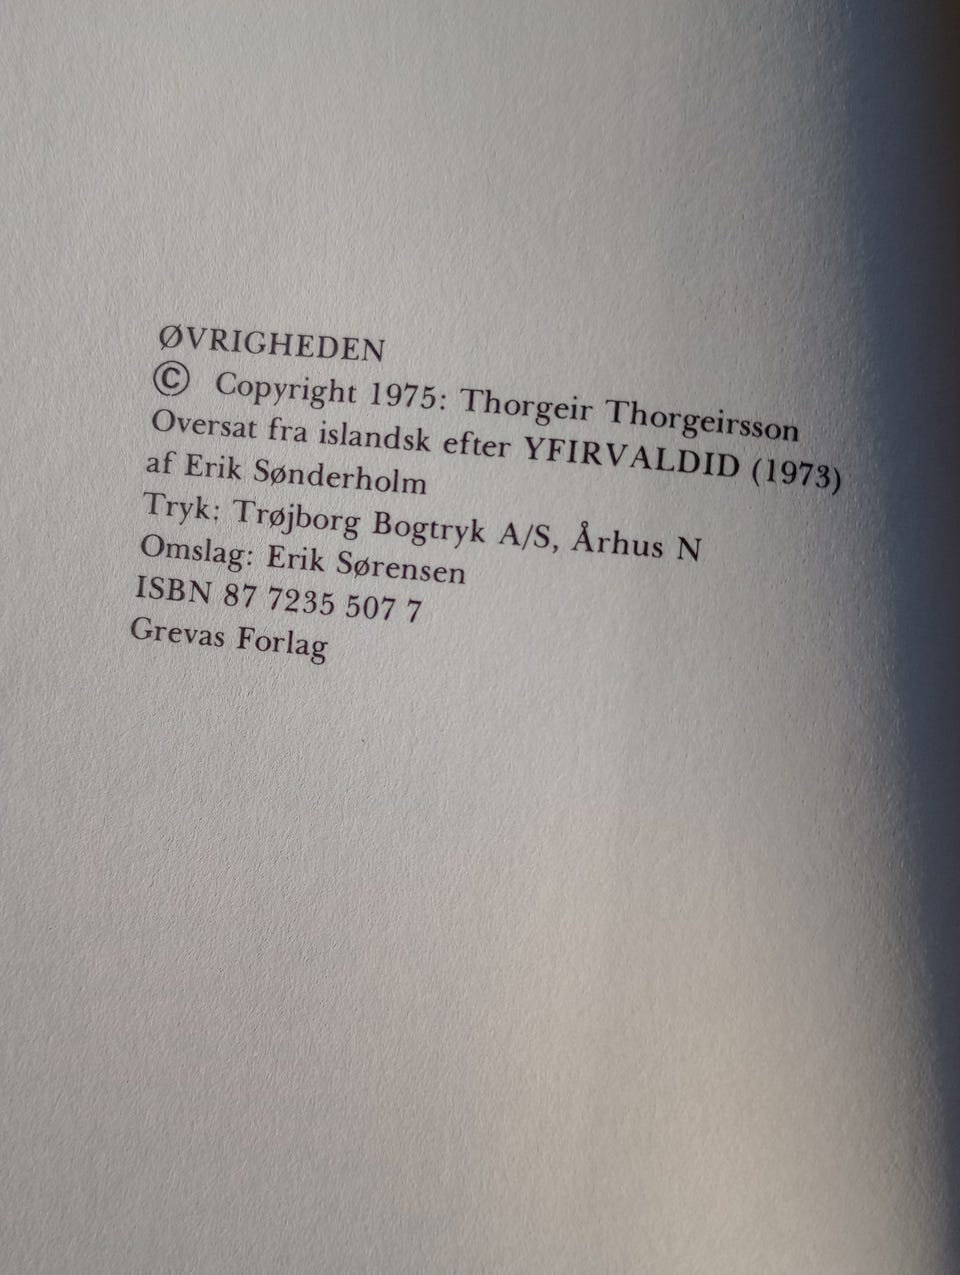 ØVRIGHEDEN
© Copyright 1975: Thorgeir Thorgeirsson
Oversat fra islandsk efter YFIRVALDID (1973)
af Erik Sønderholm
Tryk: Trøjborg Bogtryk A/S, Århus N
Omslag: Erik Sørensen
ISBN 87 7235 507 7
Grevas Forlag